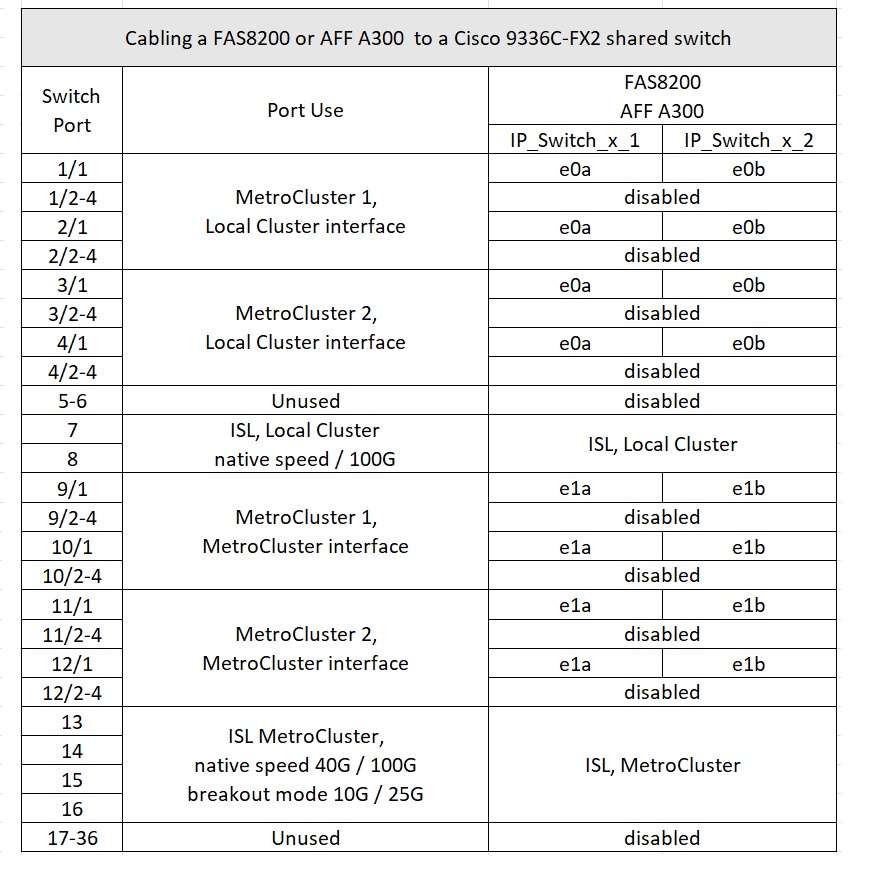 Cabling a FAS8200 or AFF A300 to a Cisco 9336C-FX2 shared switch
Switch
Port
Port Use
FAS8200
AFF A300
IP_Switch_x_1 IP_Switch_x_2
1/1 e0a e0b
1/2-4 MetroCluster 1, disabled
2/1 Local Cluster interface e0a e0b
2/2-4 disabled
3/1 e0a e0b
3/2-4 MetroCluster 2, disabled
4/1 Local Cluster interface e0a e0b
4/2-4 disabled
5-6 Unused disabled
7 ISL, Local Cluster
ISL, Local Cluster
8 native speed / 100G
9/1 e1a e1b
9/2-4 MetroCluster 1, disabled
10/1 MetroCluster interface e1a e1b
10/2-4 disabled
11/1 e1a e1b
11/2-4 MetroCluster 2, disabled
12/1 MetroCluster interface e1a e1b
12/2-4 disabled
13
ISL MetroCluster,
14
native speed 40G / 100G ISL, MetroCluster
15
breakout mode 10G / 25G
16
17-36 Unused disabled